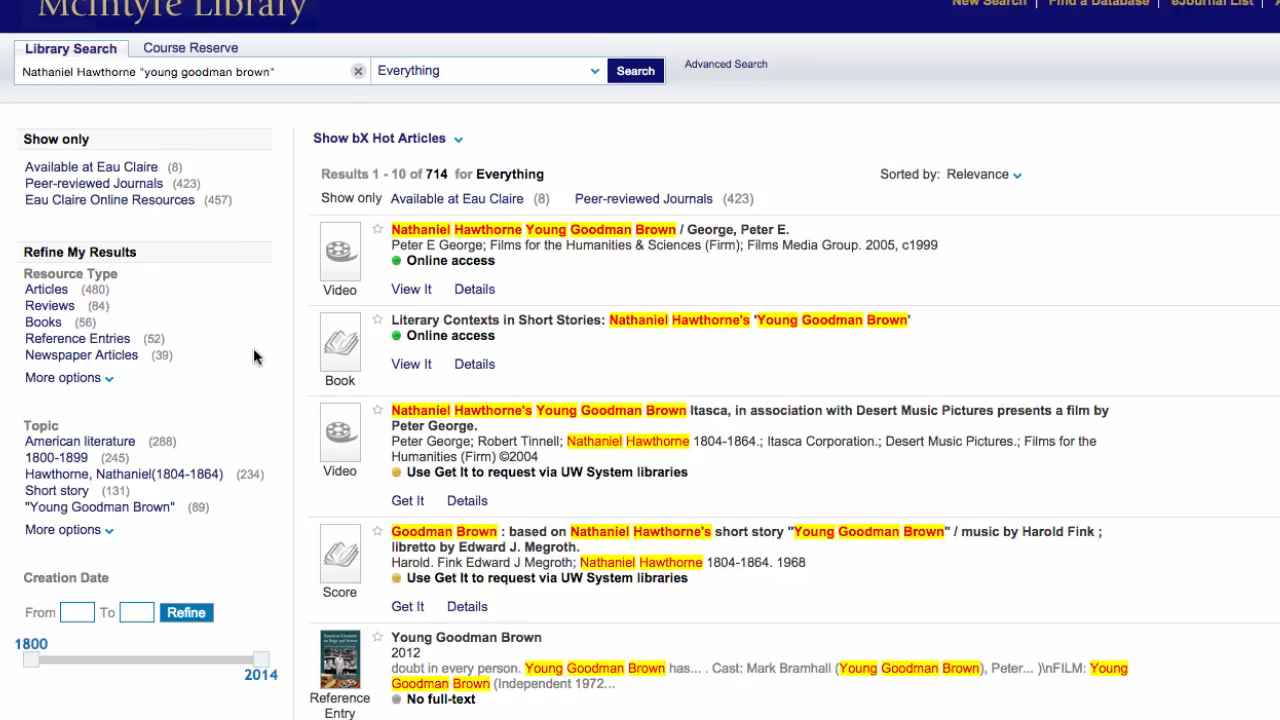 McIntyre Library
New Search | Find a Database | eJournal List |
Library Search Course Reserve
Nathaniel Hawthorne "young goodman brown" Everything Search Advanced Search
Show only
Available at Eau Claire (8)
Peer-reviewed Journals (423)
Eau Claire Online Resources (457)
Refine My Results
Resource Type
Articles (480)
Reviews (84)
Books (56)
Reference Entries (52)
Newspaper Articles (39)
More options
Topic
American literature (288)
1800-1899 (245)
Hawthorne, Nathaniel(1804-1864) (234)
Short story (131)
"Young Goodman Brown" (89)
More options
Creation Date
From To Refine
1800
2014
Show bX Hot Articles
Results 1 - 10 of 714 for Everything Sorted by: Relevance
Show only Available at Eau Claire (8) Peer-reviewed Journals (423)
Nathaniel Hawthorne Young Goodman Brown / George, Peter E.
Peter E George; Films for the Humanities & Sciences (Firm); Films Media Group. 2005, c1999
Online access
Video View It Details
Literary Contexts in Short Stories: Nathaniel Hawthorne's 'Young Goodman Brown'
Online access
View It Details
Book
Nathaniel Hawthorne's Young Goodman Brown Itasca, in association with Desert Music Pictures presents a film by
Peter George.
Peter George; Robert Tinnell; Nathaniel Hawthorne 1804-1864.; Itasca Corporation.; Desert Music Pictures.; Films for the
Humanities (Firm) ©2004
Video Use Get It to request via UW System libraries
Get It Details
Goodman Brown : based on Nathaniel Hawthorne's short story "Young Goodman Brown" / music by Harold Fink ;
libretto by Edward J. Megroth.
Harold. Fink Edward J Megroth; Nathaniel Hawthorne 1804-1864. 1968
Use Get It to request via UW System libraries
Score
Get It Details
Young Goodman Brown
2012
doubt in every person. Young Goodman Brown has... . Cast: Mark Bramhall (Young Goodman Brown), Peter... )\nFILM: Young
Goodman Brown (Independent 1972...
Reference No full-text
Entry